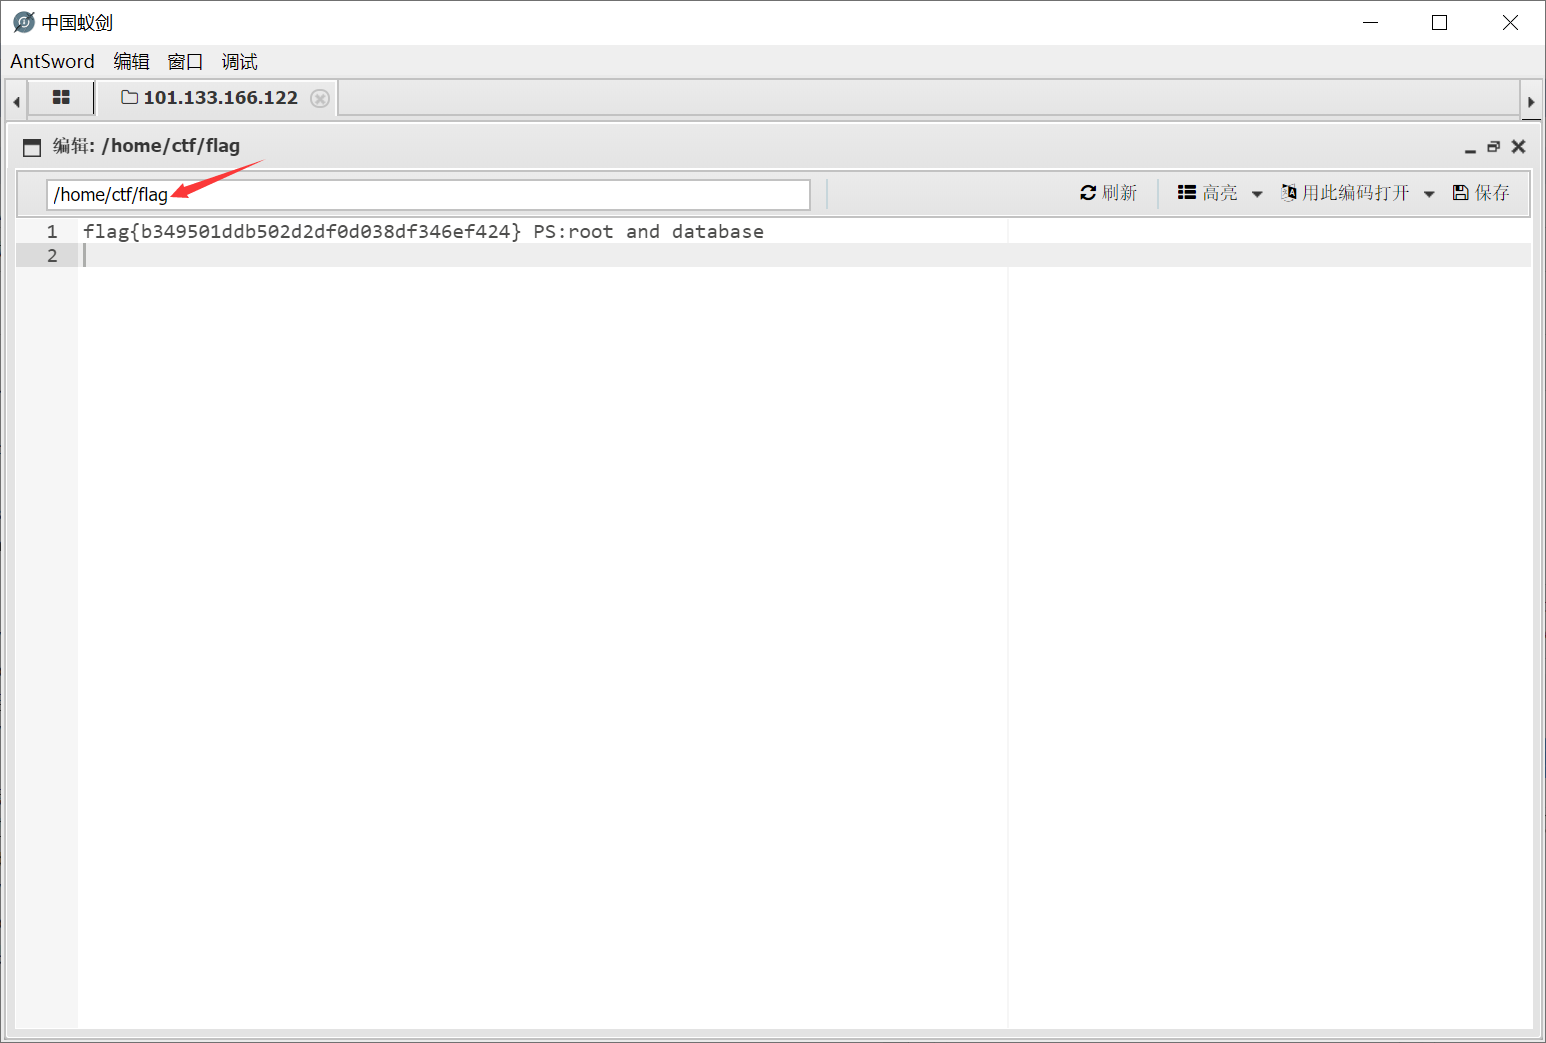 中国蚁剑
AntSword 编辑 窗口 调试
101.133.166.122
编辑: /home/ctf/flag
/home/ctf/flag 刷新 高亮 用此编码打开 保存
1 flag{b349501ddb502d2df0d038df346ef424} PS:root and database
2